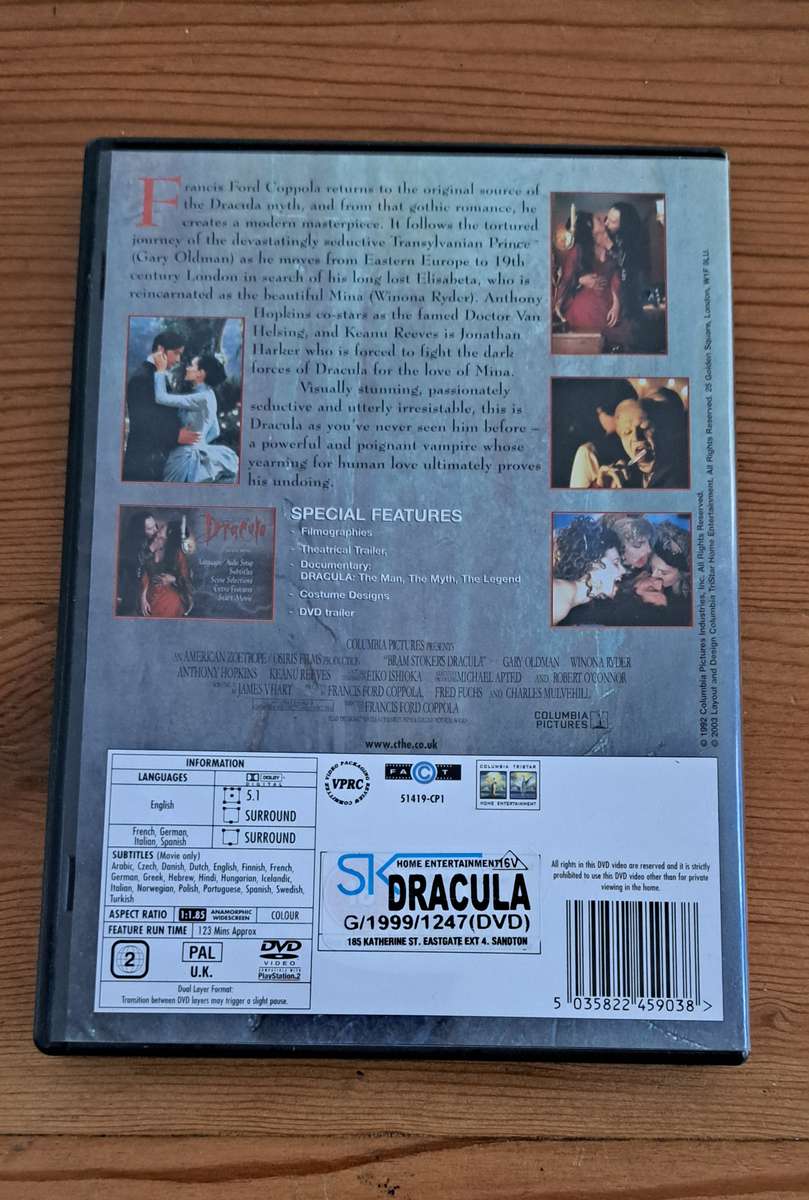 Francis Ford Coppola returns to the original source of
the Dracula myth, and from that gothic romance, he
creates a modern masterpiece. It follows the tortured
journey of the devastatingly seductive Transylvanian Prince
(Gary Oldman) as he moves from Eastern Europe to 19th
century London in search of his long lost Elisabeta, who is
reincarnated as the beautiful Mina (Winona Ryder). Anthony
Hopkins co-stars as the famed Doctor Van
Helsing, and Keanu Reeves is Jonathan
Harker who is forced to fight the dark
forces of Dracula for the love of Mina.
Visually stunning, passionately
seductive and utterly irresistable, this is
Dracula as you've never seen him before –
a powerful and poignant vampire whose
yearning for human love ultimately proves
his undoing.
Dracula
Subtitles
Scene Selections
Extra Features
Start Movie
SPECIAL FEATURES
- Filmographies
- Theatrical Trailer,
- Documentary:
DRACULA: The Man, The Myth, The Legend
- Costume Designs
- DVD trailer
COLUMBIA PICTURES PRESENTS
AN AMERICAN ZOETROPE / OSIRIS FILMS PRODUCTION "BRAM STOKER'S DRACULA" GARY OLDMAN WINONA RYDER
ANTHONY HOPKINS KEANU REEVES EIKO ISHIOKA MICHAEL APTED AND ROBERT O'CONNOR
JAMES V HART FRANCIS FORD COPPOLA, FRED FUCHS AND CHARLES MULVEHILL
FRANCIS FORD COPPOLA
COLUMBIA
PICTURES
www.cthe.co.uk
© 1992 Columbia Pictures Industries, Inc. All Rights Reserved.
© 2003 Layout and Design Columbia TriStar Home Entertainment. All Rights Reserved. 25 Golden Square, London, W1F 9LU.
INFORMATION
LANGUAGES
DOLBY
DIGITAL
English
5.1
SURROUND
French, German,
Italian, Spanish
SURROUND
SUBTITLES (Movie only)
Arabic, Czech, Danish, Dutch, English, Finnish, French,
German, Greek, Hebrew, Hindi, Hungarian, Icelandic,
Italian, Norwegian, Polish, Portuguese, Spanish, Swedish,
Turkish
ASPECT RATIO 1:1.85 ANAMORPHIC WIDESCREEN COLOUR
FEATURE RUN TIME 123 Mins Approx
2
PAL
U.K.
DVD
VIDEO
COMPATIBLE WITH
PlayStation.2
Dual Layer Format:
Transition between DVD layers may trigger a slight pause.
VIDEO PACKAGING REVIEW COMMITTEE
VPRC
FACT
51419-CP1
COLUMBIA TRISTAR
HOME ENTERTAINMENT
SK HOME ENTERTAINMENT 16V
DRACULA
G/1999/1247(DVD)
185 KATHERINE ST. EASTGATE EXT 4. SANDTON
All rights in this DVD video are reserved and it is strictly
prohibited to use this DVD video other than for private
viewing in the home.
5 035822 459038 >